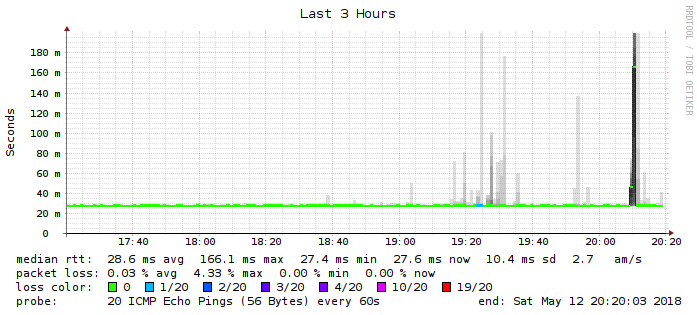 Last 3 Hours
RRDTOOL / TOBI OETIKER
Seconds
180 m
160 m
140 m
120 m
100 m
80 m
60 m
40 m
20 m
0
17:40 18:00 18:20 18:40 19:00 19:20 19:40 20:00 20:20
median rtt: 28.6 ms avg 166.1 ms max 27.4 ms min 27.6 ms now 10.4 ms sd 2.7 am/s
packet loss: 0.03 % avg 4.33 % max 0.00 % min 0.00 % now
loss color: 0 1/20 2/20 3/20 4/20 10/20 19/20
probe: 20 ICMP Echo Pings (56 Bytes) every 60s end: Sat May 12 20:20:03 2018